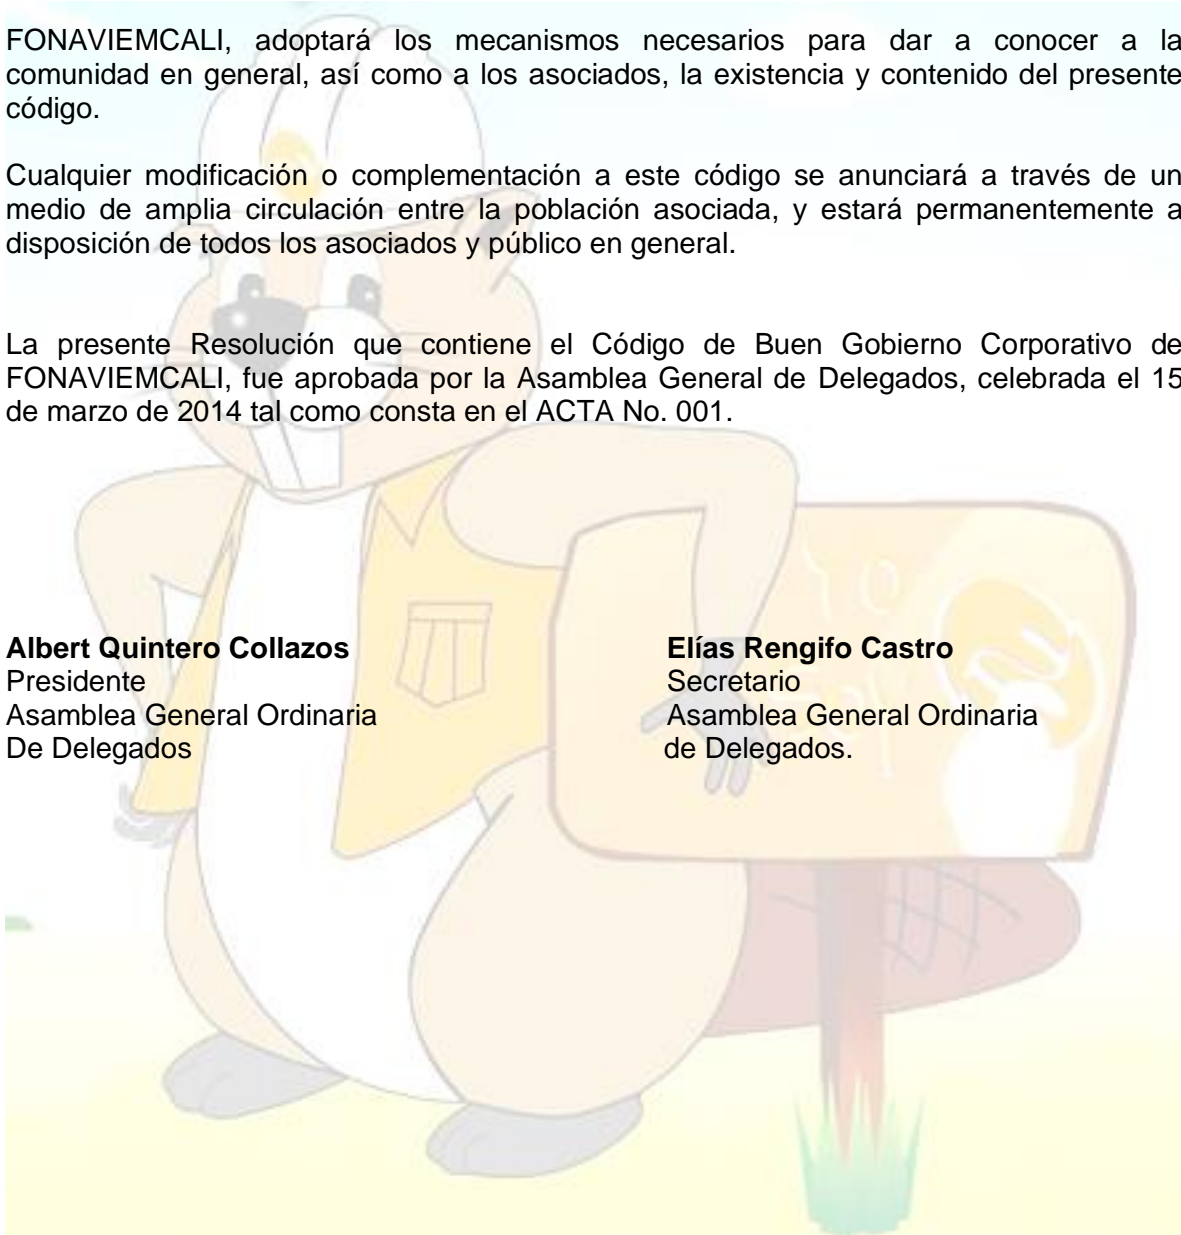 FONAVIEMCALI, adoptará los mecanismos necesarios para dar a conocer a la
comunidad en general, así como a los asociados, la existencia y contenido del presente
código.
Cualquier modificación o complementación a este código se anunciará a través de un
medio de amplia circulación entre la población asociada, y estará permanentemente a
disposición de todos los asociados y público en general.
La presente Resolución que contiene el Código de Buen Gobierno Corporativo de
FONAVIEMCALI, fue aprobada por la Asamblea General de Delegados, celebrada el 15
de marzo de 2014 tal como consta en el ACTA No. 001.
Albert Quintero Collazos
Presidente
Asamblea General Ordinaria
De Delegados
Elías Rengifo Castro
Secretario
Asamblea General Ordinaria
de Delegados.
YO